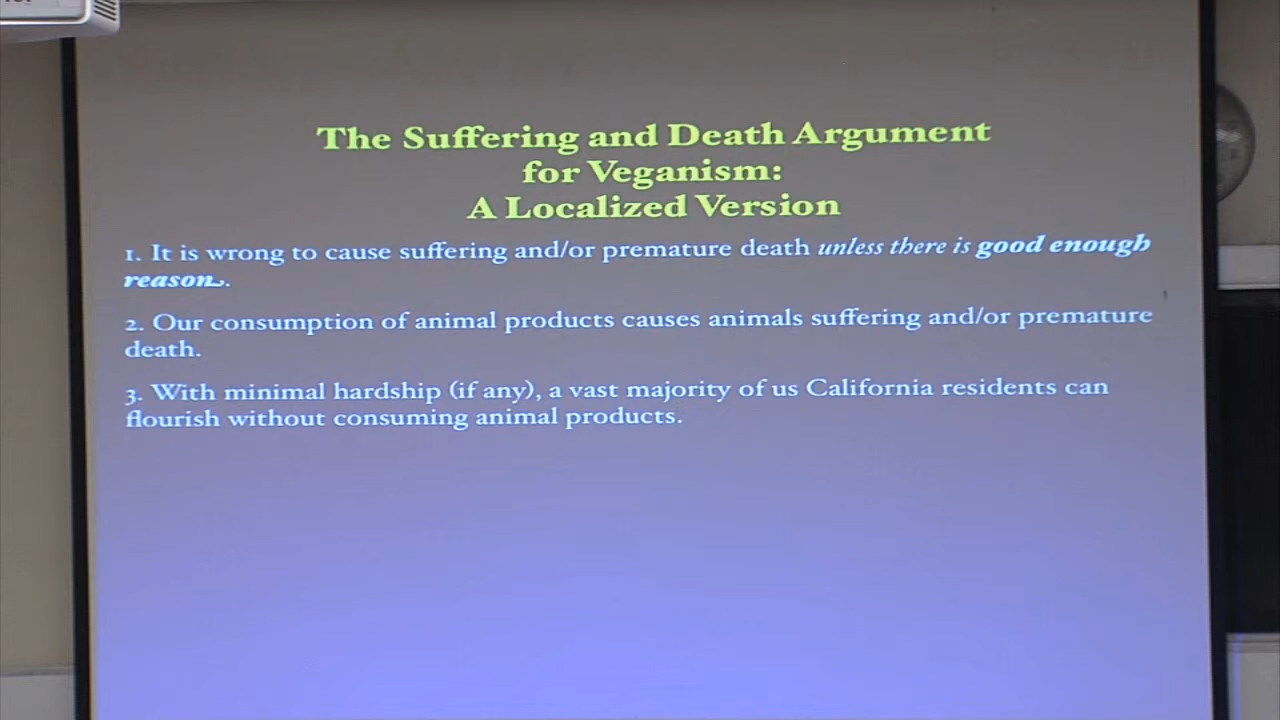 The Suffering and Death Argument
for Veganism:
A Localized Version
1. It is wrong to cause suffering and/or premature death unless there is good enough
reason.
2. Our consumption of animal products causes animals suffering and/or premature
death.
3. With minimal hardship (if any), a vast majority of us California residents can
flourish without consuming animal products.